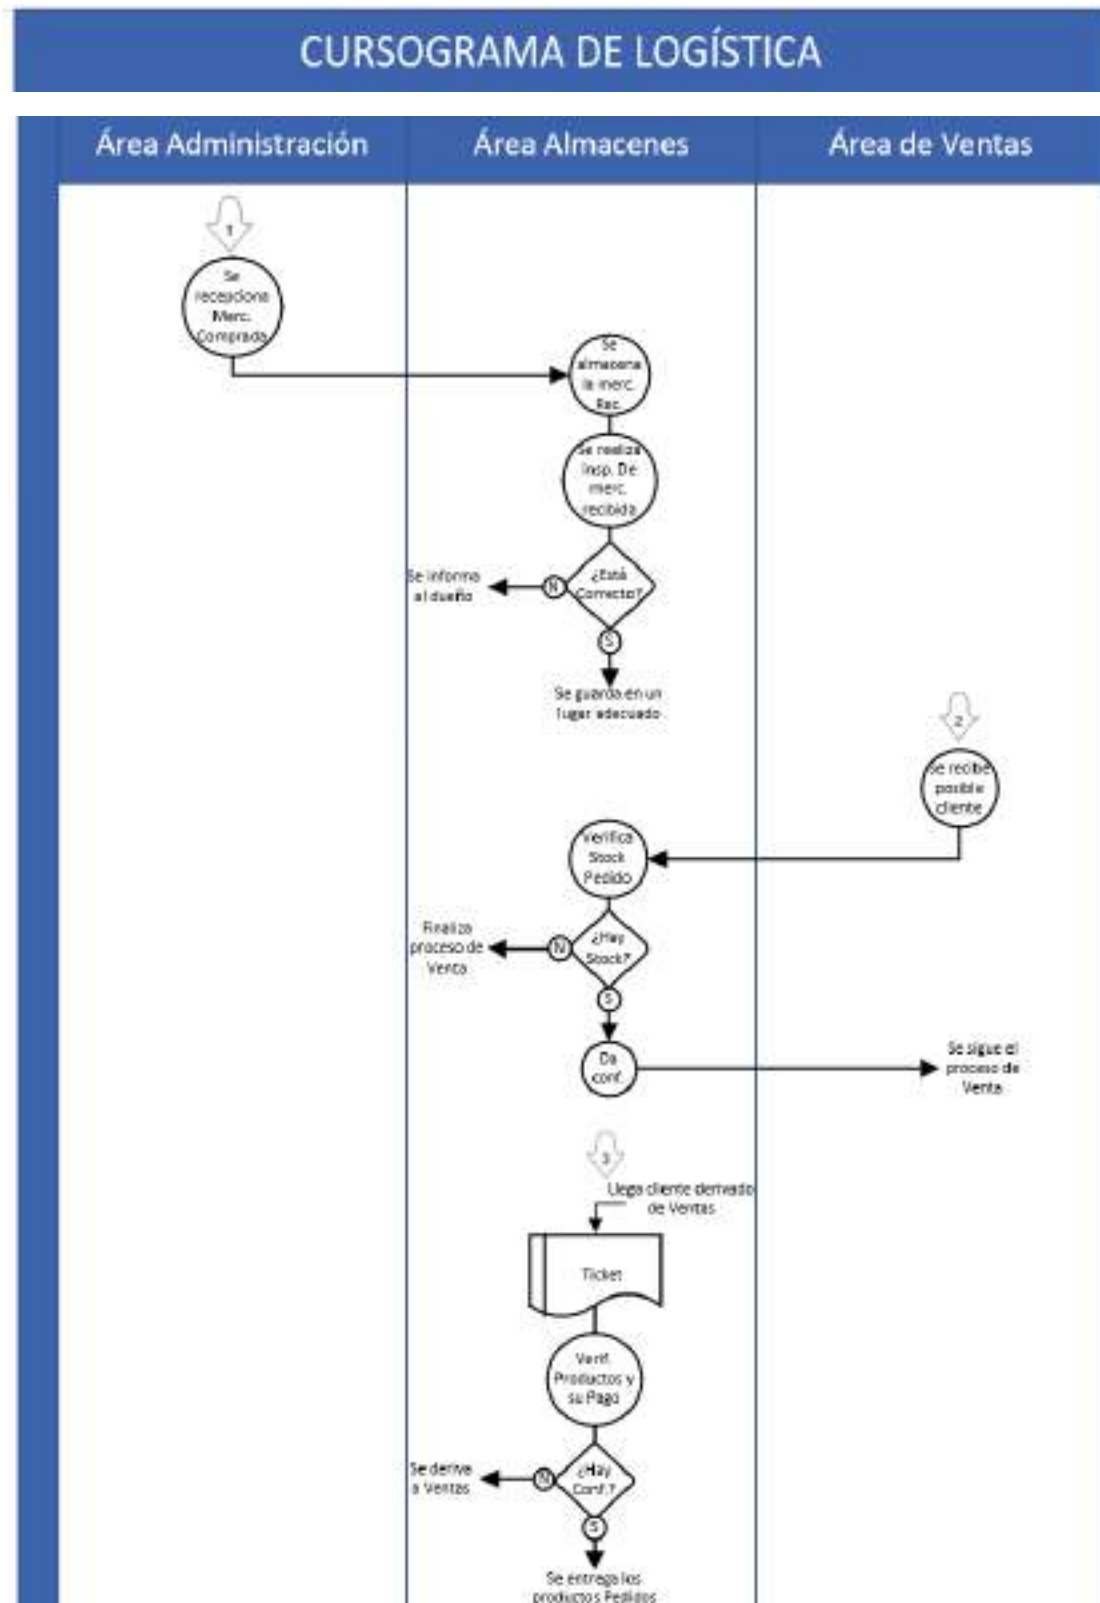 CURSOGRAMA DE LOGÍSTICA
Área Administración
Área Almacenes
Área de Ventas
1
Se
recepciona
Merc.
Comprada
Se
almacena
la merc.
Rec.
Se realiza
Insp. De
merc.
recibida
¿Está
Correcto?
N
Se informa
al dueño
S
Se guarda en un
lugar adecuado
2
Se recibe
posible
cliente
Verifica
Stock
Pedido
¿Hay
Stock?
N
Finaliza
proceso de
Venta
S
Da
conf.
Se sigue el
proceso de
Venta
3
Llega cliente derivado
de Ventas
Ticket
Verif.
Productos y
su Pago
¿Hay
Conf.?
N
Se deriva
a Ventas
S
Se entrega los
productos Pedidos